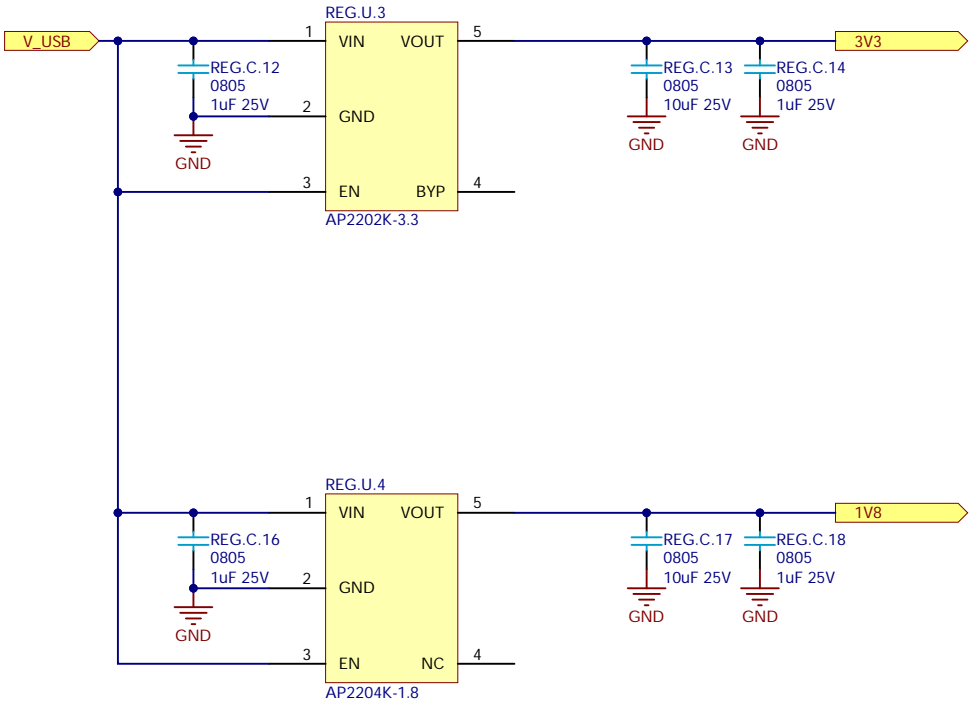 REG.U.3
V_USB
1
VIN
VOUT
5
3V3
REG.C.12
0805
1uF 25V
REG.C.13
0805
10uF 25V
REG.C.14
0805
1uF 25V
2
GND
GND
GND
GND
3
EN
BYP
4
AP2202K-3.3
REG.U.4
1
VIN
VOUT
5
1V8
REG.C.16
0805
1uF 25V
REG.C.17
0805
10uF 25V
REG.C.18
0805
1uF 25V
2
GND
GND
GND
GND
3
EN
NC
4
AP2204K-1.8